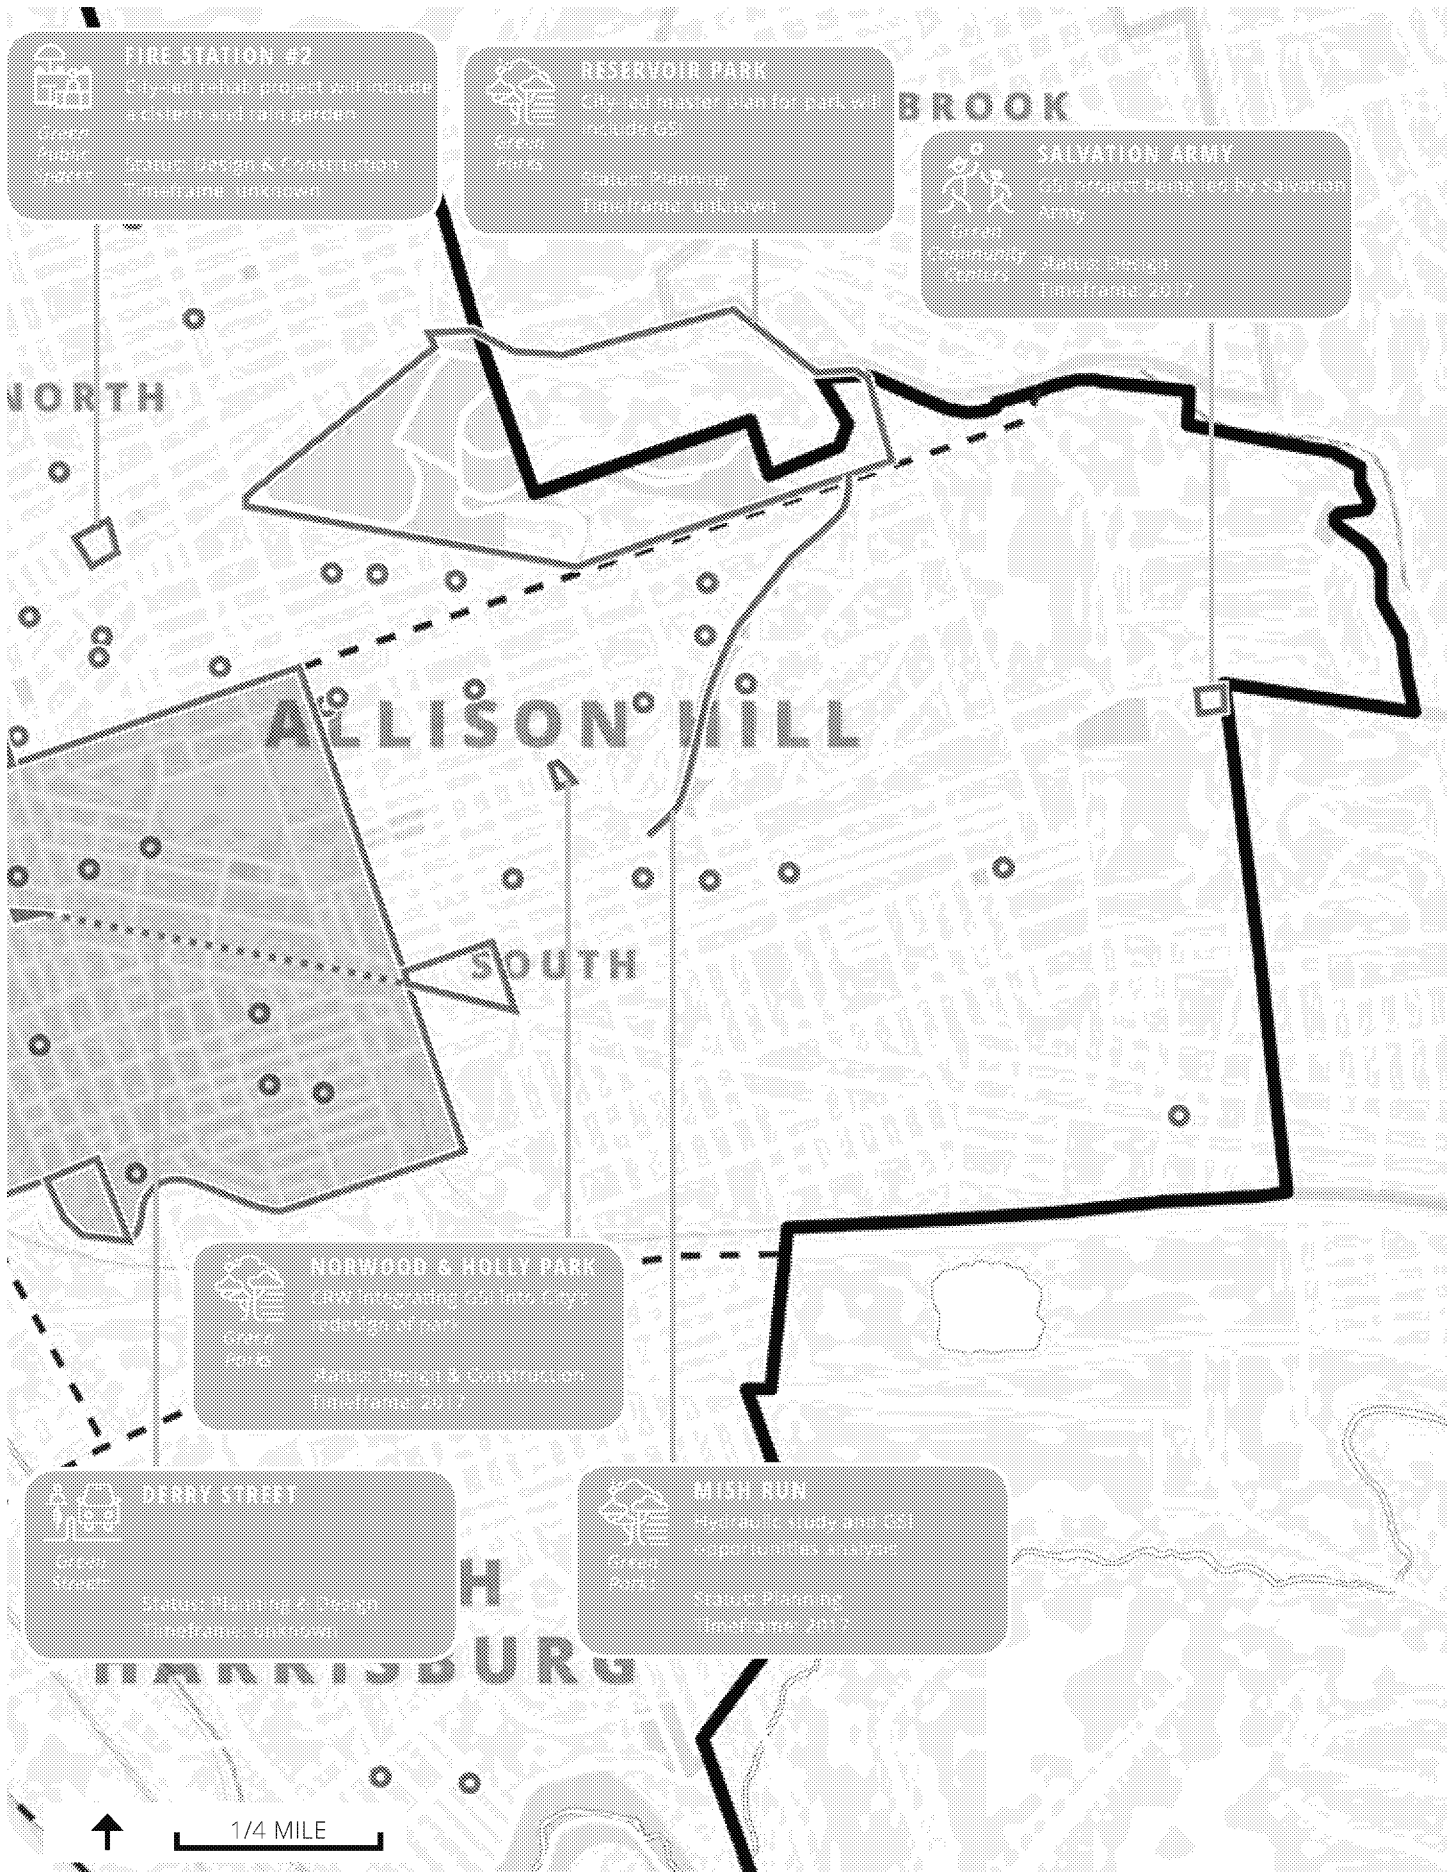 FIRE STATION #2
City-led rehab project will include
a cistern and raingarden
Green
Public
Spaces
Status: Design & Construction
Timeframe: unknown
RESERVOIR PARK
City-led master plan for park will
include GSI
Green
Parks
Status: Planning
Timeframe: unknown
BROOK
SALVATION ARMY
GSI project being led by Salvation
Army
Green
Community
Centers
Status: Design
Timeframe:
NORTH
ALLISON HILL
SOUTH
NORWOOD & HOLLY PARK
CRW integrating GSI into City's
redesign of park
Green
Parks
Status: Design & Construction
Timeframe: 2017
DERRY STREET
Green
Streets
Status: Planning & Design
Timeframe: unknown
MISH RUN
Hydraulic study and GSI
opportunities analysis
Green
Parks
Status: Planning
Timeframe: 2017
H
HARRISBURG
1/4 MILE